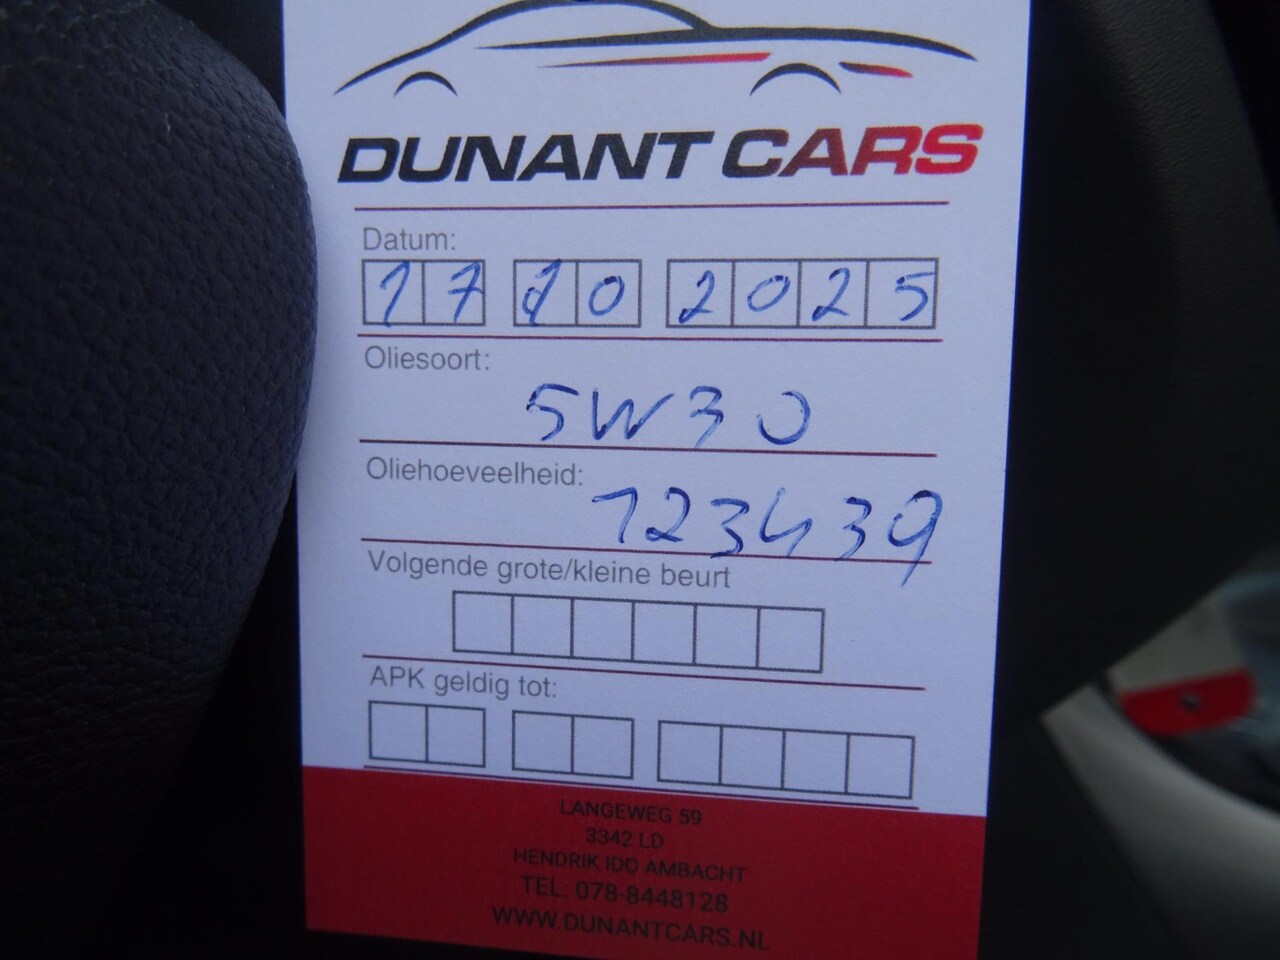 DUNANT CARS
Datum:
17 10 2025
Oliesoort:
5W30
Oliehoeveelheid:
123439
Volgende grote/kleine beurt
APK geldig tot:
LANGEWEG 59
3342 LD
HENDRIK IDO AMBACHT
TEL: 078-8448128
WWW.DUNANTCARS.NL